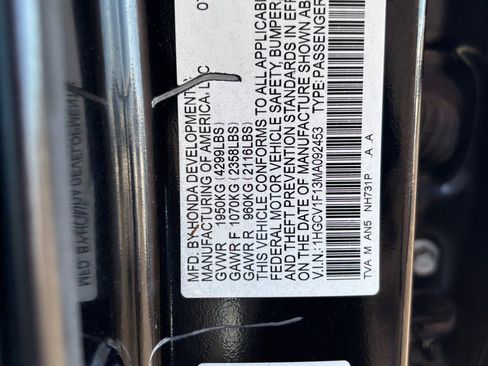 MFD. BY HONDA DEVELOPMENT
MANUFACTURING OF AMERICA, LLC
GVWR 1950KG (4299LBS)
GAWR F 1070KG (2358LBS)
GAWR R 960KG (2116LBS)
THIS VEHICLE CONFORMS TO ALL APPLICABL
FEDERAL MOTOR VEHICLE SAFETY, BUMPER,
AND THEFT PREVENTION STANDARDS IN EFF
ON THE DATE OF MANUFACTURE SHOWN AB
V.I.N.: 1HGCV1F13MA092453 TYPE: PASSENGER
TVA M AN5 NH731P A A